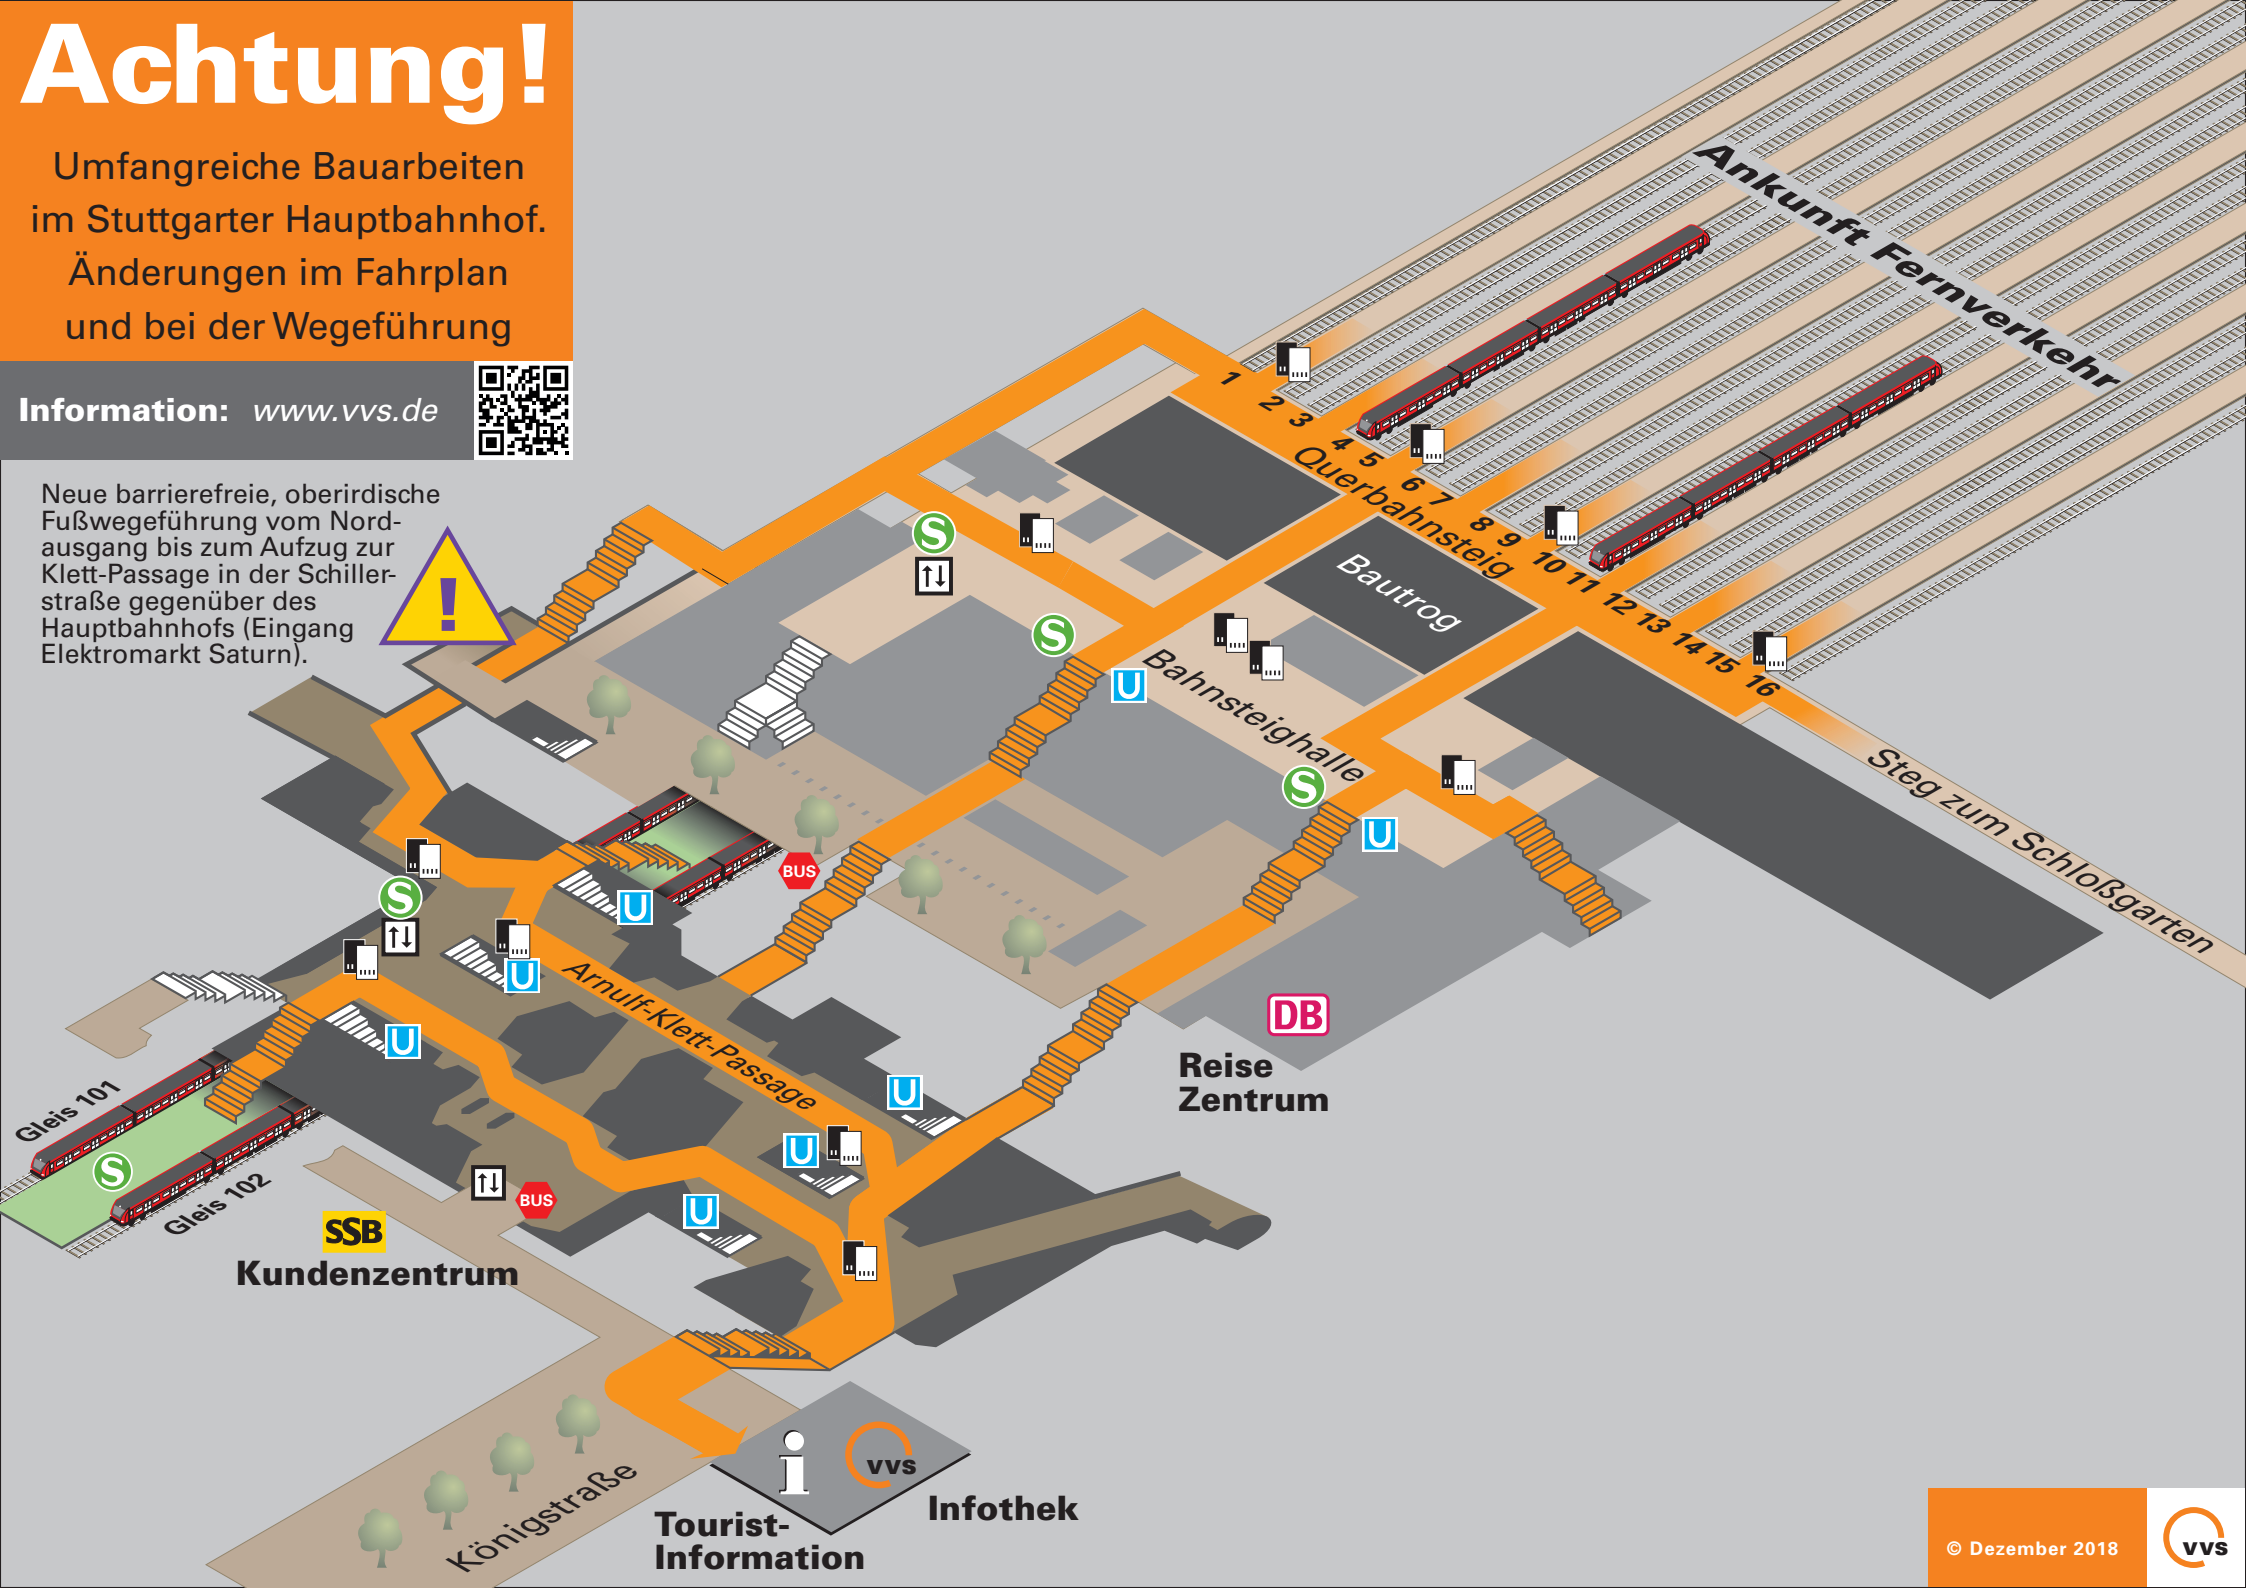 Achtung!
Umfangreiche Bauarbeiten
im Stuttgarter Hauptbahnhof.
Änderungen im Fahrplan
und bei der Wegeführung
Information: www.vvs.de
Neue barrierefreie, oberirdische
Fußwegeführung vom Nord-
ausgang bis zum Aufzug zur
Klett-Passage in der Schiller-
straße gegenüber des
Hauptbahnhofs (Eingang
Elektromarkt Saturn).
!
Ankunft Fernverkehr
1
2
3
4
5
6
7
8
9
10
11
12
13
14
15
16
Querbahnsteig
Bautrog
Bahnsteighalle
Steg zum Schloßgarten
S
S
U
S
U
BUS
U
S
U
Arnulf-Klett-Passage
U
DB
Reise
Zentrum
U
U
U
Gleis 101
S
Gleis 102
BUS
SSB
Kundenzentrum
Königstraße
i
vvs
Tourist-
Information
Infothek
© Dezember 2018
vvs